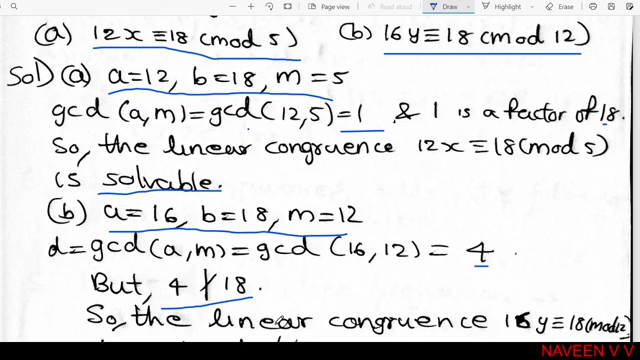 Page view
Read aloud
Draw
Highlight
Erase
(a) 12x ≡ 18 (mod 5) (b) 16y ≡ 18 (mod 12)
Sol) (a) a=12, b=18, m=5
gcd (a,m) = gcd (12,5) = 1 & 1 is a factor of 18.
So, the linear congruence 12x ≡ 18 (mod 5)
is solvable.
(b) a=16, b=18, m=12
d = gcd (a,m) = gcd (16,12) = 4
But, 4 ∤ 18.
So, the linear congruence 16y ≡ 18 (mod 12)
NAVEEN V V